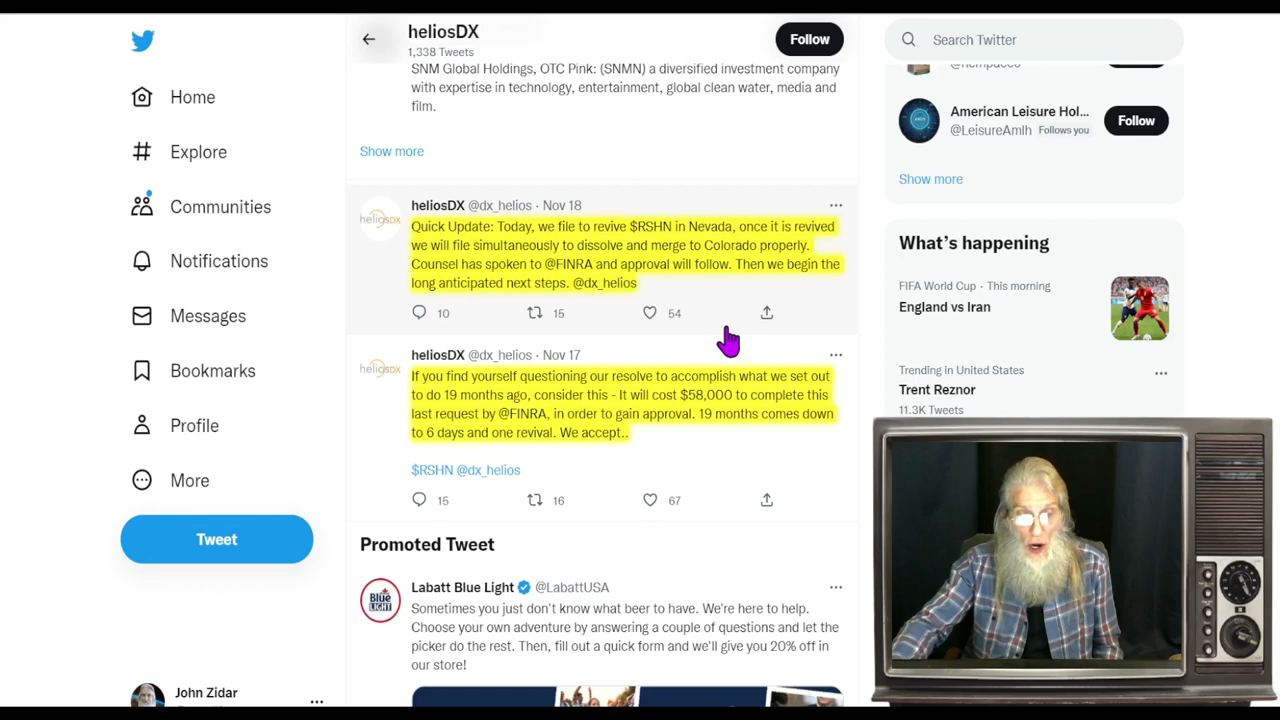 Home
Explore
Communities
Notifications
Messages
Bookmarks
Profile
More
Tweet
John Zidar
heliosDX
1,338 Tweets
Follow
SNM Global Holdings, OTC Pink: (SNMN) a diversified investment company
with expertise in technology, entertainment, global clean water, media and
film.
Show more
heliosDX @dx_helios · Nov 18
Quick Update: Today, we file to revive $RSHN in Nevada, once it is revived
we will file simultaneously to dissolve and merge to Colorado properly.
Counsel has spoken to @FINRA and approval will follow. Then we begin the
long anticipated next steps. @dx_helios
10 15 54
heliosDX @dx_helios · Nov 17
If you find yourself questioning our resolve to accomplish what we set out
to do 19 months ago, consider this - It will cost $58,000 to complete this
last request by @FINRA, in order to gain approval. 19 months comes down
to 6 days and one revival. We accept..
$RSHN @dx_helios
15 16 67
Promoted Tweet
Labatt Blue Light @LabattUSA
Sometimes you just don't know what beer to have. We're here to help.
Choose your own adventure by answering a couple of questions and let the
picker do the rest. Then, fill out a quick form and we'll give you 20% off in
our store!
Search Twitter
American Leisure Hol...
Follow
@LeisureAmlh Follows you
Show more
What's happening
FIFA World Cup · This morning
England vs Iran
Trending in United States
Trent Reznor
11.3K Tweets
heliosDX
heliosDX
BLUE
LIGHT